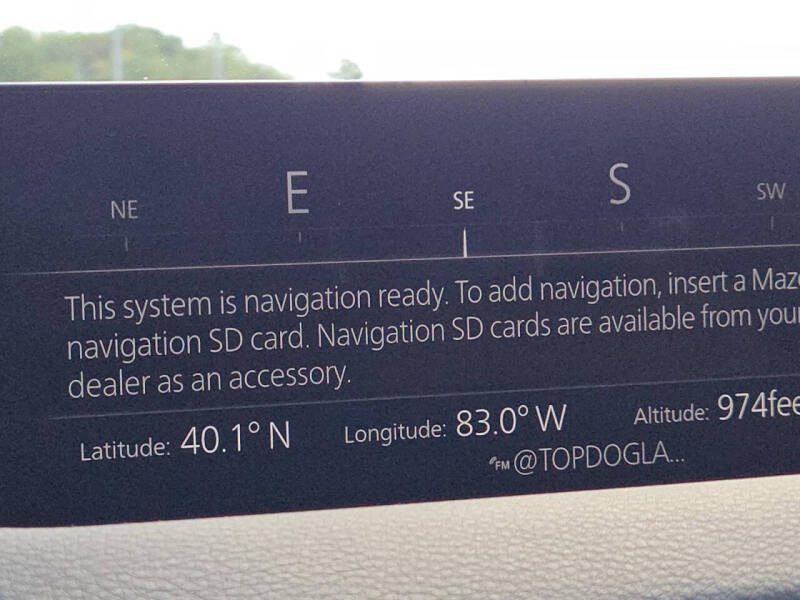 NE E SE S SW
This system is navigation ready. To add navigation, insert a
navigation SD card. Navigation SD cards are available from
dealer as an accessory.
Latitude: 40.1° N Longitude: 83.0° W Altitude: 974fee
FM @TOPDOGLA...